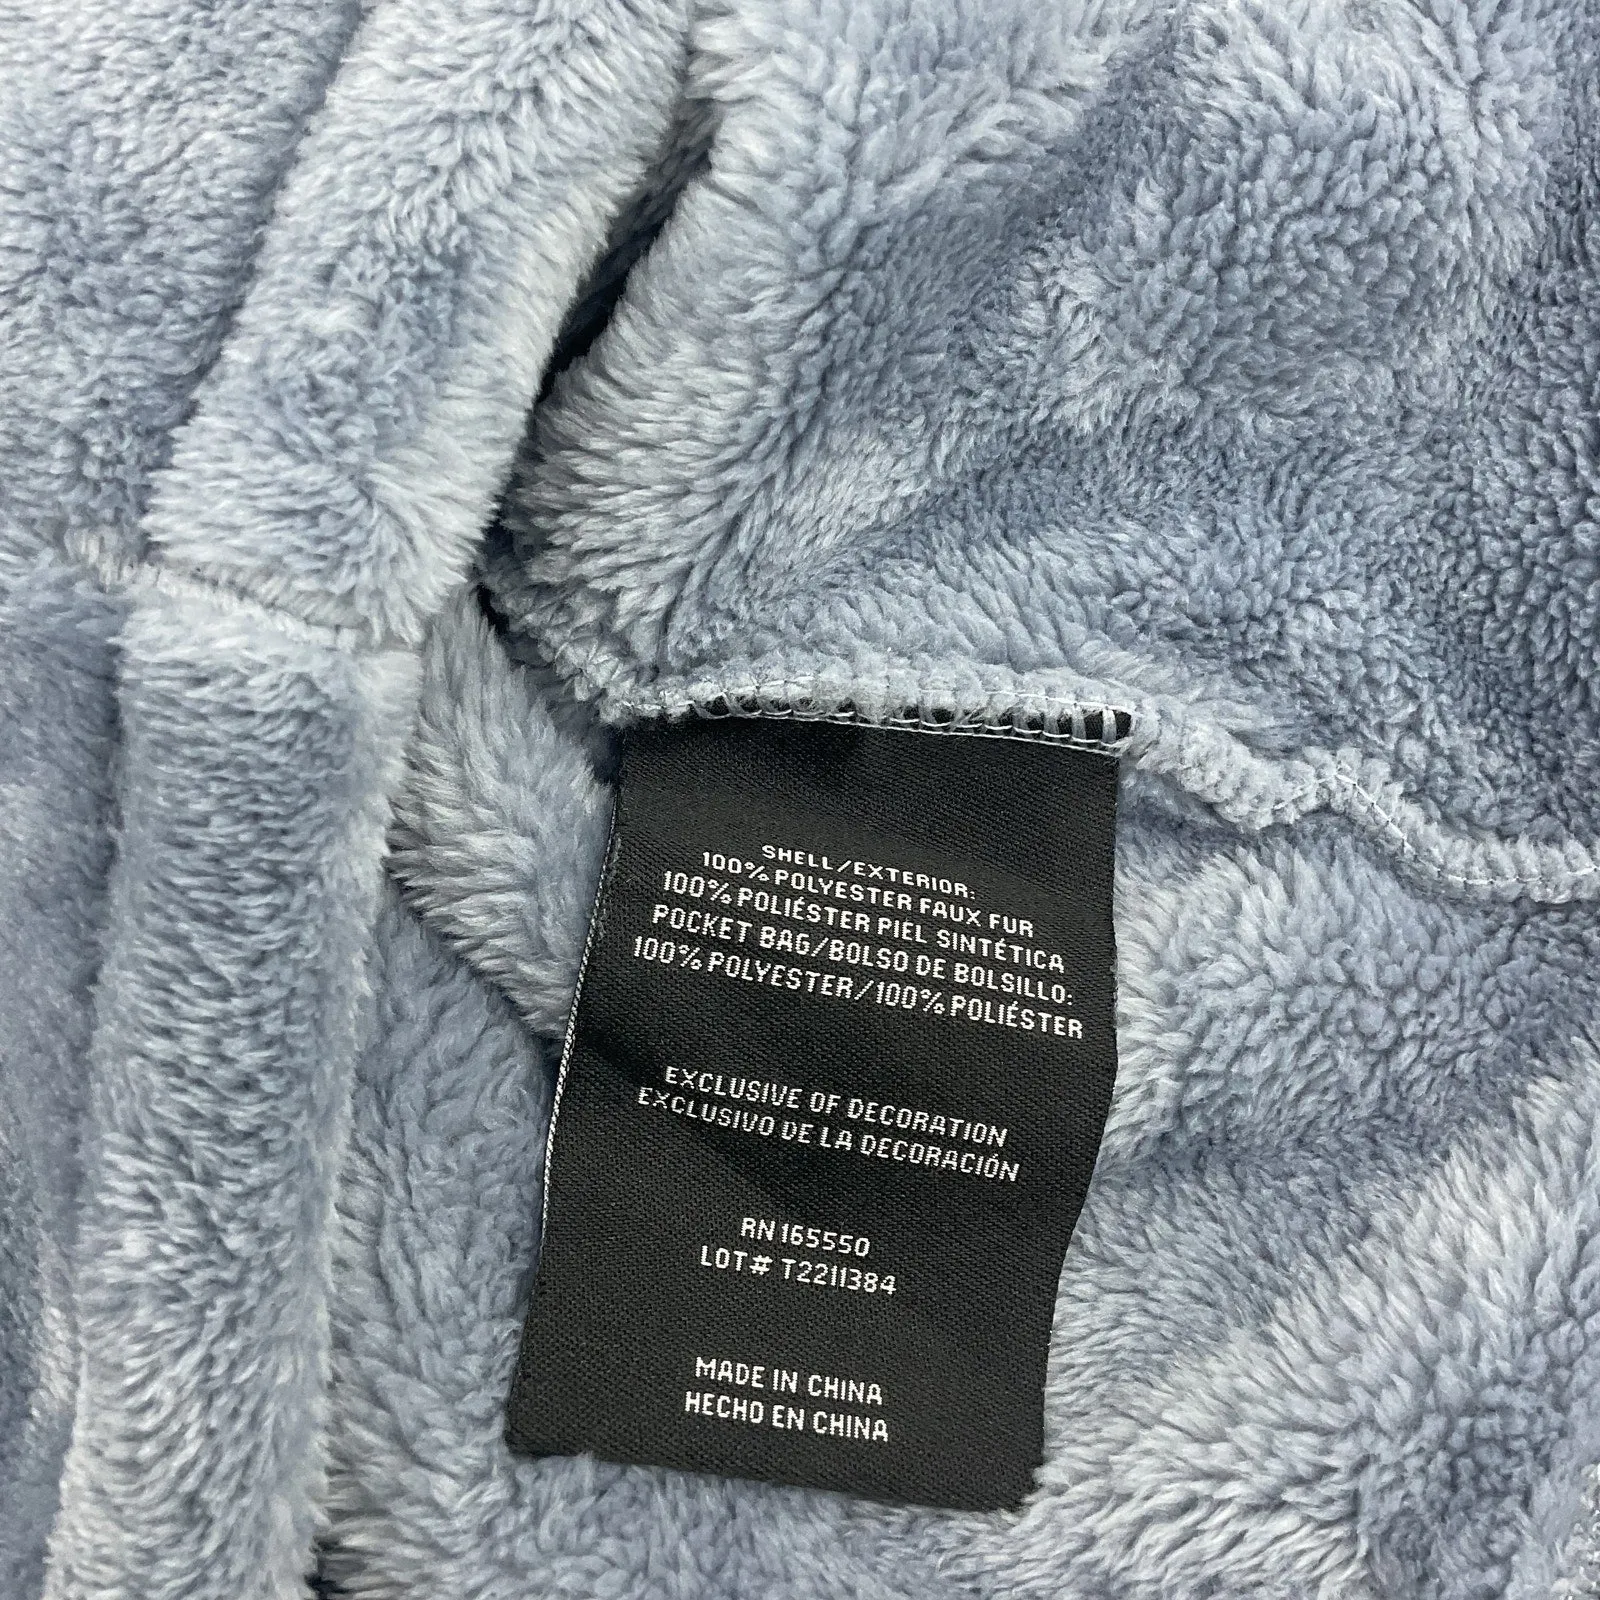 SHELL/EXTERIOR:
100% POLYESTER FAUX FUR
100% POLIÉSTER PIEL SINTÉTICA
POCKET BAG/BOLSO DE BOLSILLO:
100% POLYESTER/100% POLIÉSTER
EXCLUSIVE OF DECORATION
EXCLUSIVO DE LA DECORACIÓN
RN 165550
LOT# T2211384
MADE IN CHINA
HECHO EN CHINA